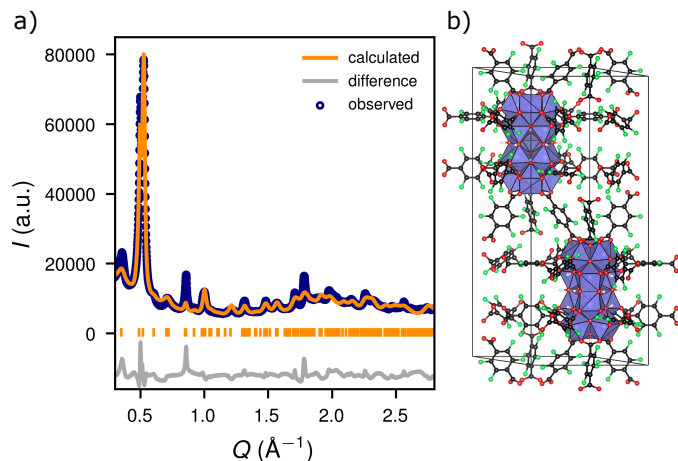 a)
b)
80000
60000
40000
20000
0
I (a.u.)
calculated
difference
observed
0.5 1.0 1.5 2.0 2.5
Q (Å⁻¹)